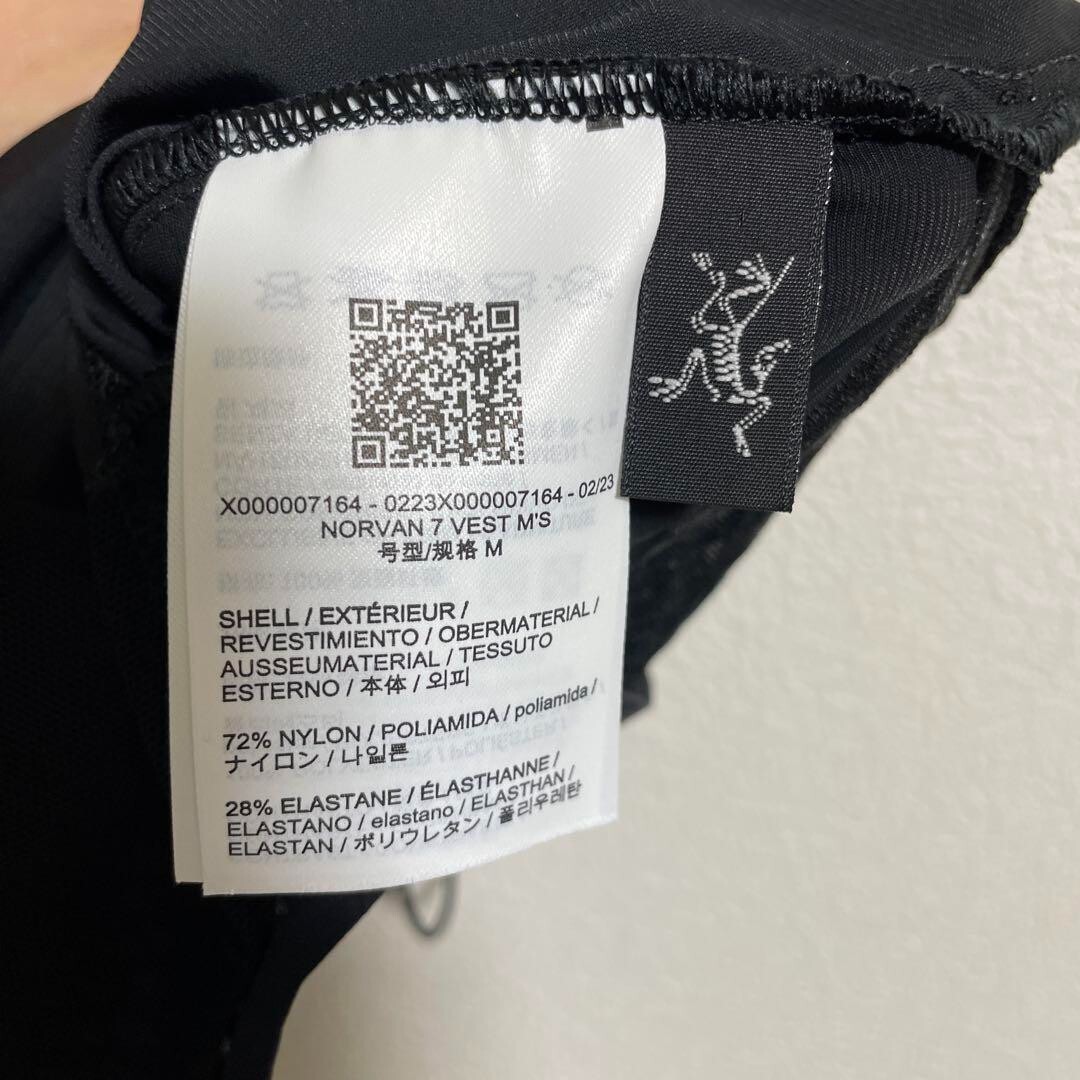 X000007164 - 0223X000007164 - 02/23
NORVAN 7 VEST M'S
号型/规格 M
SHELL / EXTÉRIEUR /
REVESTIMIENTO / OBERMATERIAL /
AUSSEUMATERIAL / TESSUTO
ESTERNO / 本体 / 외피
72% NYLON / POLIAMIDA / poliamida /
ナイロン / 나일론
28% ELASTANE / ÉLASTHANNE /
ELASTANO / elastano / ELASTHAN /
ELASTAN / ポリウレタン / 폴리우레탄